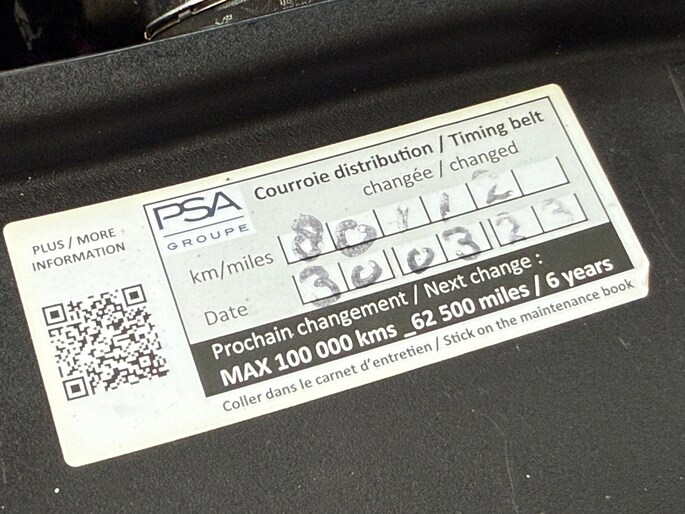 PLUS / MORE
INFORMATION
PSA
GROUPE
Courroie distribution / Timing belt
changée / changed
km/miles 80112
Date 300323
Prochain changement / Next change :
MAX 100 000 kms _62 500 miles / 6 years
Coller dans le carnet d'entretien / Stick on the maintenance book